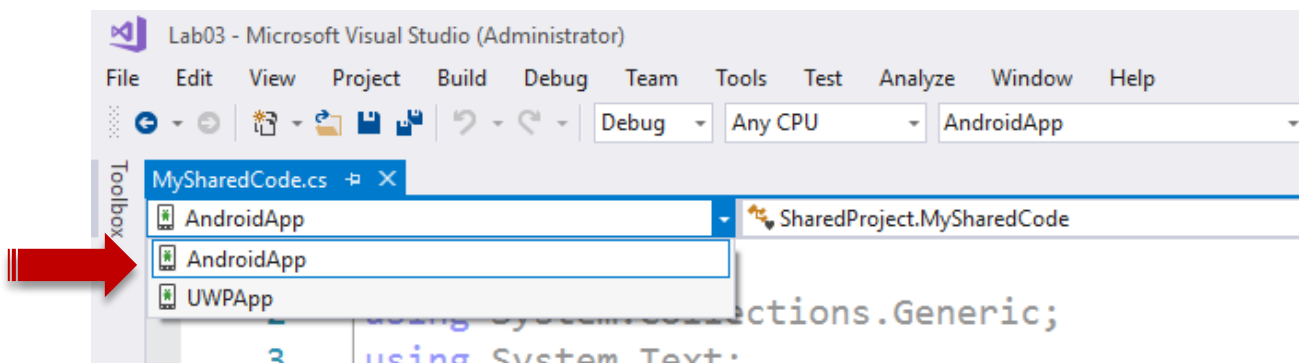 Lab03 - Microsoft Visual Studio (Administrator)
File Edit View Project Build Debug Team Tools Test Analyze Window Help
Debug Any CPU AndroidApp
Toolbox
MySharedCode.cs
AndroidApp SharedProject.MySharedCode
AndroidApp
UWPApp
2 using System.Collections.Generic;
3 using System.Text;